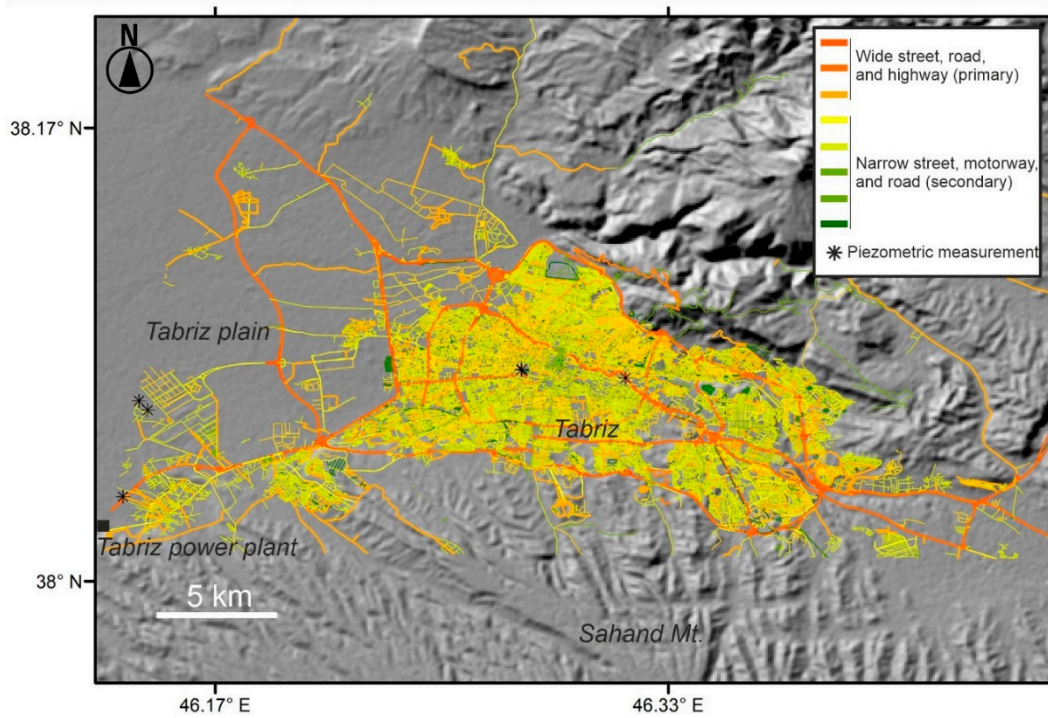 N
Wide street, road,
and highway (primary)
Narrow street, motorway,
and road (secondary)
Piezometric measurement
38.17° N
Tabriz plain
Tabriz
Tabriz power plant
38° N
5 km
Sahand Mt.
46.17° E
46.33° E